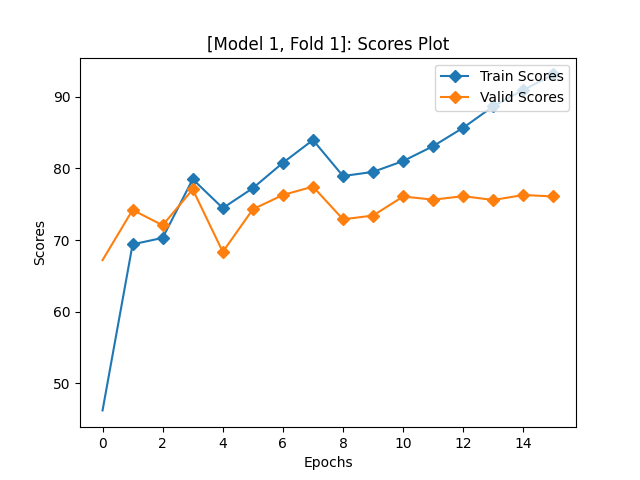 [Model 1, Fold 1]: Scores Plot
Train Scores
Valid Scores
90
80
70
60
50
Scores
0 2 4 6 8 10 12 14
Epochs